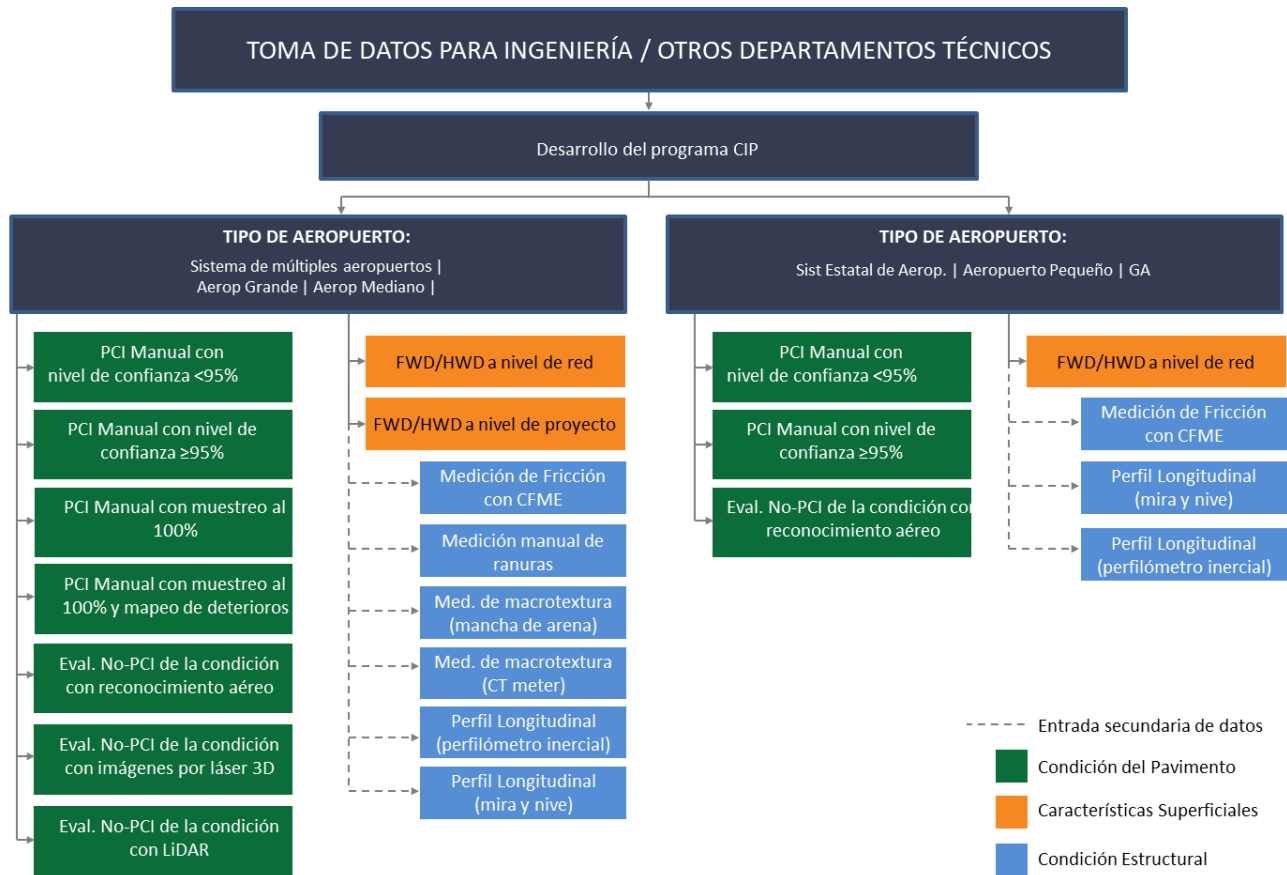 TOMA DE DATOS PARA INGENIERÍA / OTROS DEPARTAMENTOS TÉCNICOS
Desarrollo del programa CIP
TIPO DE AEROPUERTO:
Sistema de múltiples aeropuertos |
Aerop Grande | Aerop Mediano |
PCI Manual con
nivel de confianza <95%
PCI Manual con nivel de
confianza ≥95%
PCI Manual con muestreo al
100%
PCI Manual con muestreo al
100% y mapeo de deterioros
Eval. No-PCI de la condición
con reconocimiento aéreo
Eval. No-PCI de la condición
con imágenes por láser 3D
Eval. No-PCI de la condición
con LiDAR
FWD/HWD a nivel de red
FWD/HWD a nivel de proyecto
Medición de Fricción
con CFME
Medición manual de
ranuras
Med. de macrotextura
(mancha de arena)
Med. de macrotextura
(CT meter)
Perfil Longitudinal
(perfilómetro inercial)
Perfil Longitudinal
(mira y nive)
TIPO DE AEROPUERTO:
Sist Estatal de Aerop. | Aeropuerto Pequeño | GA
PCI Manual con
nivel de confianza <95%
PCI Manual con nivel de
confianza ≥95%
Eval. No-PCI de la condición con
reconocimiento aéreo
FWD/HWD a nivel de red
Medición de Fricción
con CFME
Perfil Longitudinal
(mira y nive)
Perfil Longitudinal
(perfilómetro inercial)
Entrada secundaria de datos
Condición del Pavimento
Características Superficiales
Condición Estructural